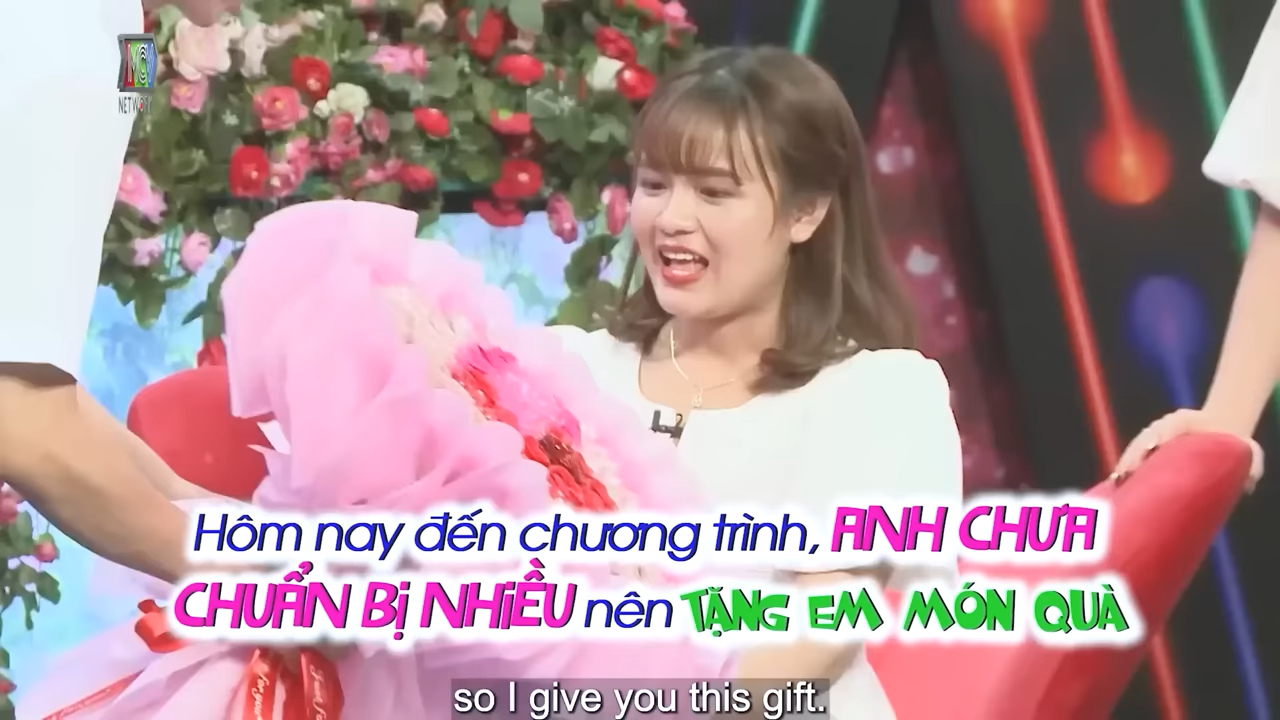 NETWORK
Hôm nay đến chương trình, ANH CHƯA
CHUẨN BỊ NHIỀU nên TẶNG EM MÓN QUÀ
so I give you this gift.